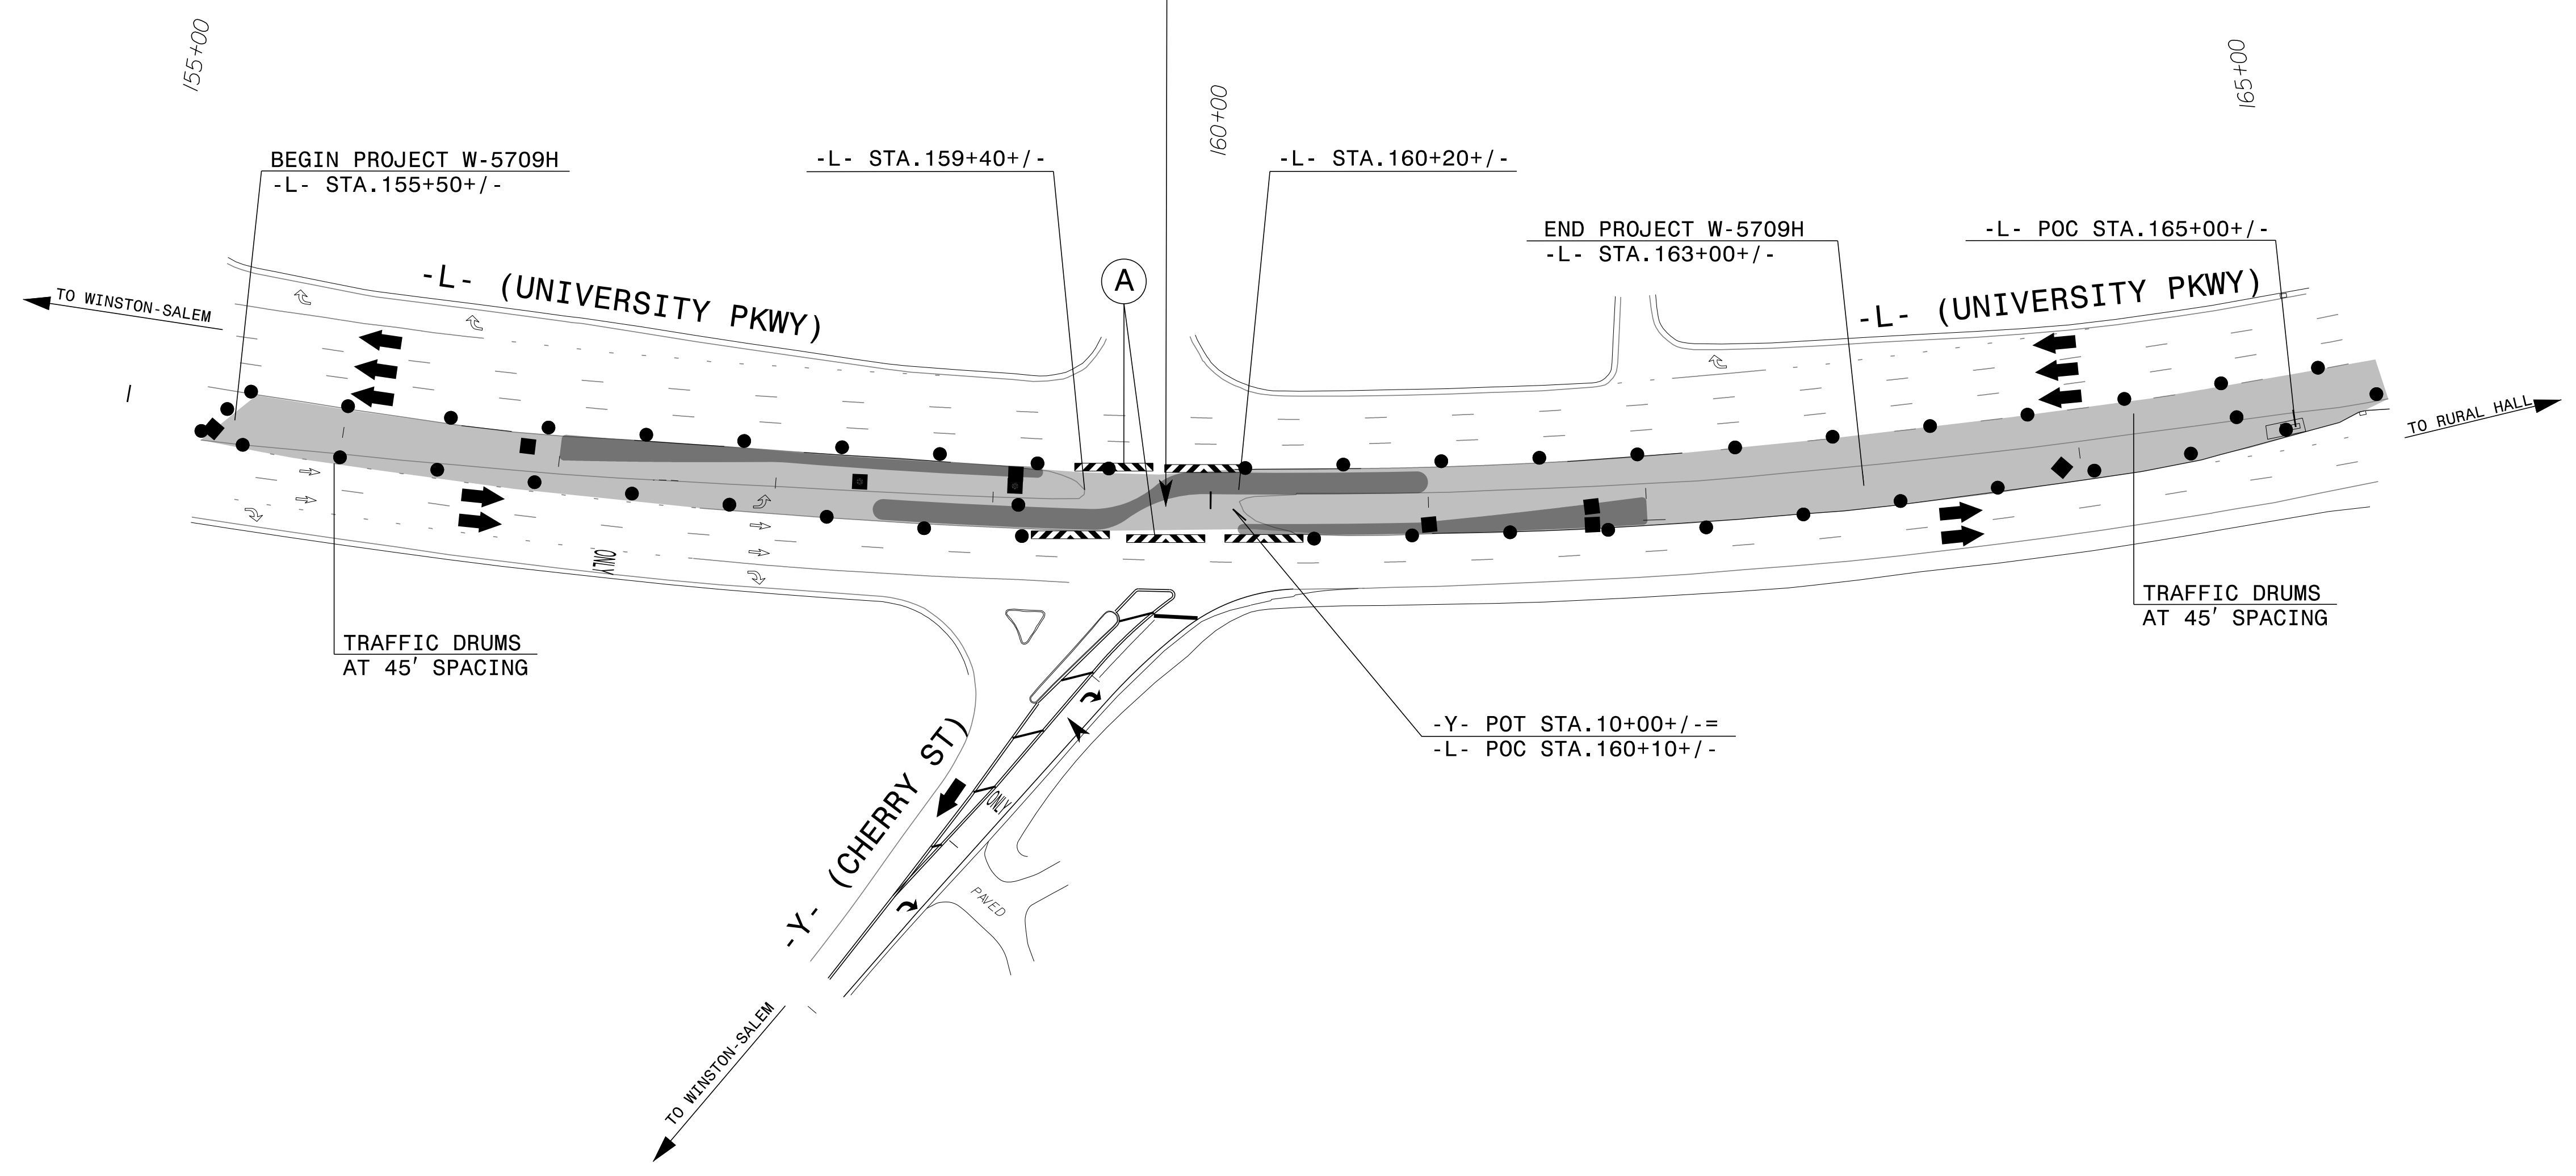 155+00
160+00
165+00
BEGIN PROJECT W-5709H
-L- STA.155+50+/-
-L- STA.159+40+/-
-L- STA.160+20+/-
END PROJECT W-5709H
-L- STA.163+00+/-
-L- POC STA.165+00+/-
A
-L- (UNIVERSITY PKWY)
-L- (UNIVERSITY PKWY)
TO WINSTON-SALEM
TO RURAL HALL
ONLY
TRAFFIC DRUMS
AT 45' SPACING
TRAFFIC DRUMS
AT 45' SPACING
-Y- POT STA.10+00+/-=
-L- POC STA.160+10+/-
-Y- (CHERRY ST)
ONLY
PAVED
TO WINSTON-SALEM